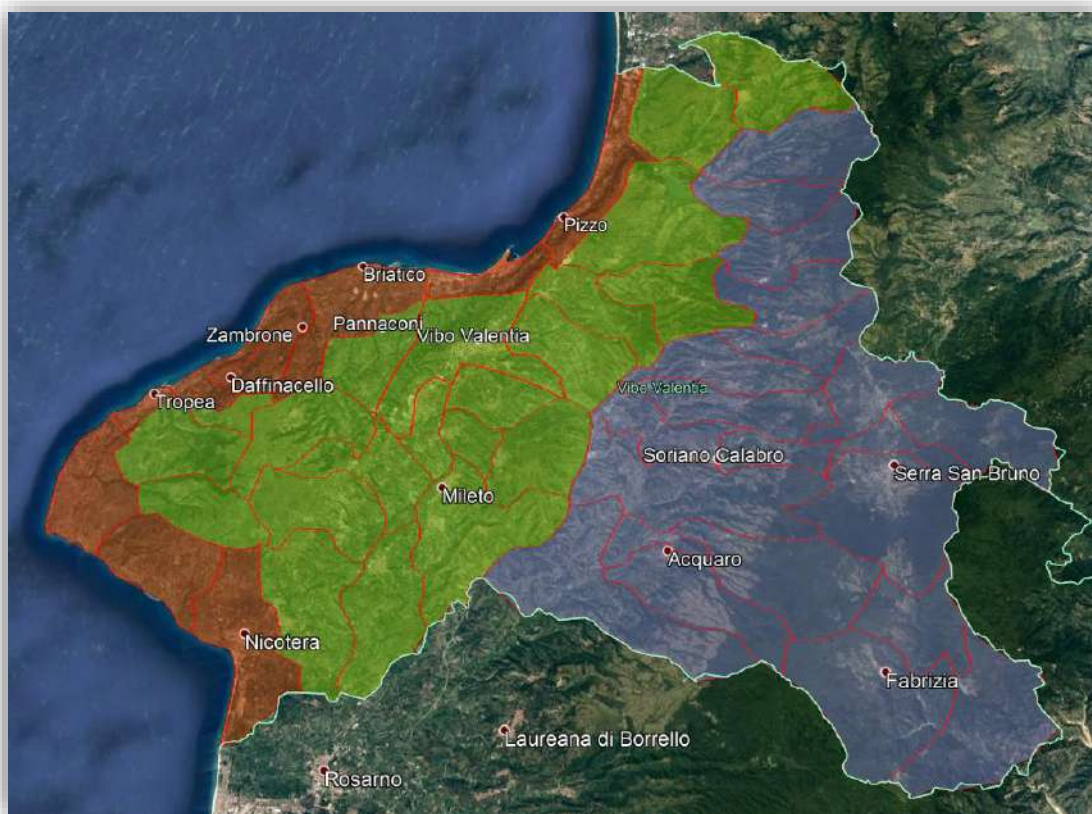 Pizzo
Briatico
Zambrone
Pannaconi
Vibo Valentia
Daffinacello
Tropea
Vibo Valentia
Soriano Calabro
Serra San Bruno
Mileto
Acquaro
Nicotera
Fabrizia
Laureana di Borrello
Rosarno